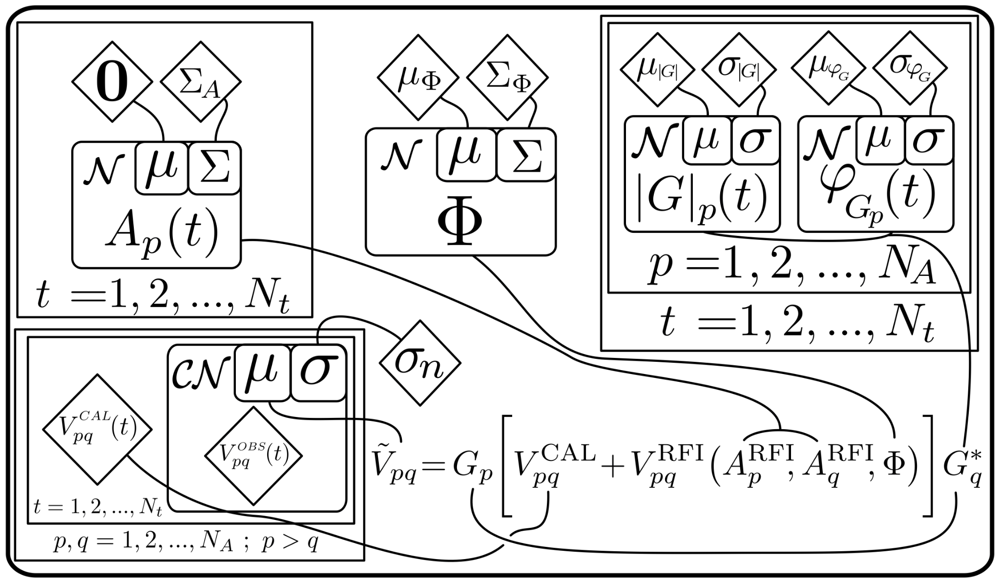 0 Σ_A
𝒩 μ Σ
A_p(t)
t = 1, 2, ..., N_t
μ_Φ Σ_Φ
𝒩 μ Σ
Φ
μ_|G| σ_|G| μ_φ_G σ_φ_G
𝒩 μ σ 𝒩 μ σ
|G|_p(t) φ_G_p(t)
p = 1, 2, ..., N_A
t = 1, 2, ..., N_t
𝒞𝒩 μ σ
σ_n
V_pq^CAL(t)
V_pq^OBS(t)
t = 1, 2, ..., N_t
p, q = 1, 2, ..., N_A ; p > q
Ṽ_pq = G_p [ V_pq^CAL + V_pq^RFI (A_p^RFI, A_q^RFI, Φ) ] G_q^*